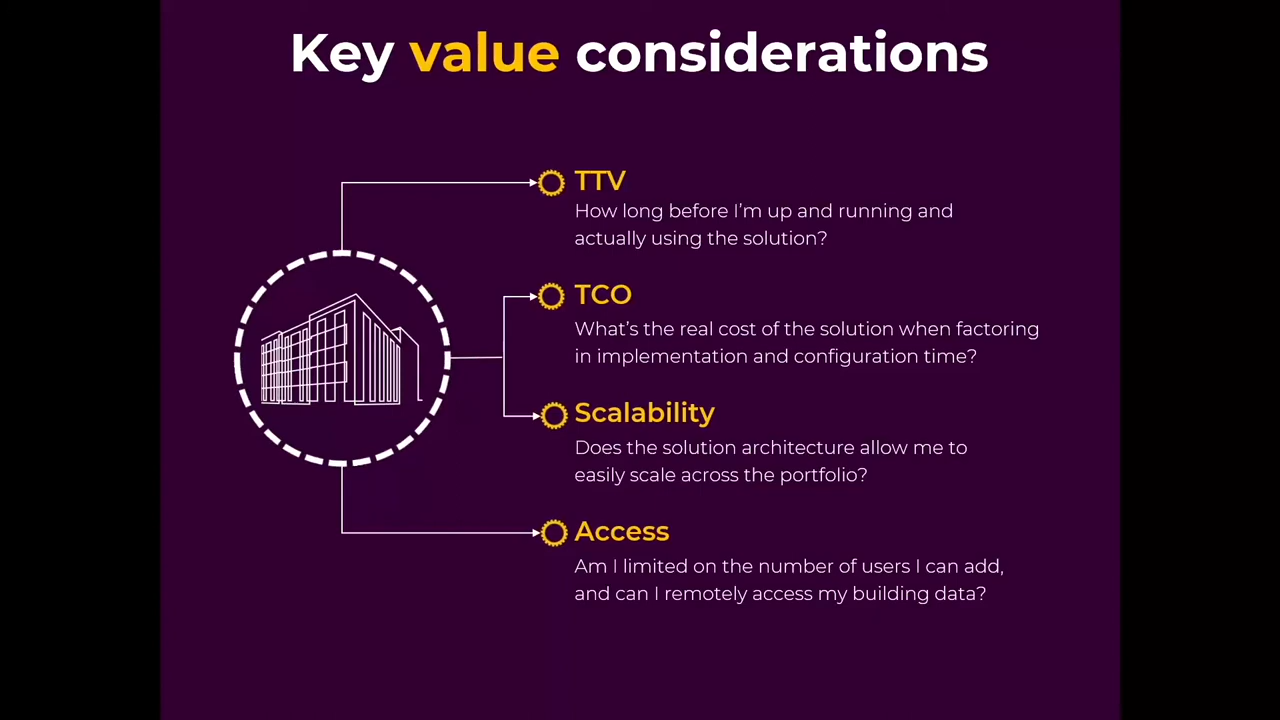 Key value considerations
TTV
How long before I’m up and running and
actually using the solution?
TCO
What’s the real cost of the solution when factoring
in implementation and configuration time?
Scalability
Does the solution architecture allow me to
easily scale across the portfolio?
Access
Am I limited on the number of users I can add,
and can I remotely access my building data?